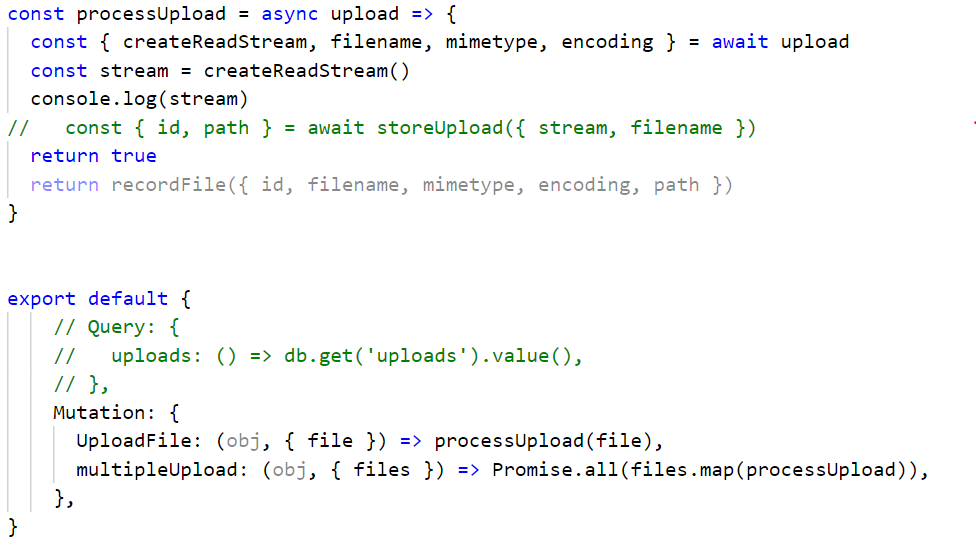 const processUpload = async upload => {
  const { createReadStream, filename, mimetype, encoding } = await upload
  const stream = createReadStream()
  console.log(stream)
//   const { id, path } = await storeUpload({ stream, filename })
  return true
  return recordFile({ id, filename, mimetype, encoding, path })
}
export default {
    // Query: {
    //   uploads: () => db.get('uploads').value(),
    // },
    Mutation: {
      UploadFile: (obj, { file }) => processUpload(file),
      multipleUpload: (obj, { files }) => Promise.all(files.map(processUpload)),
    },
}